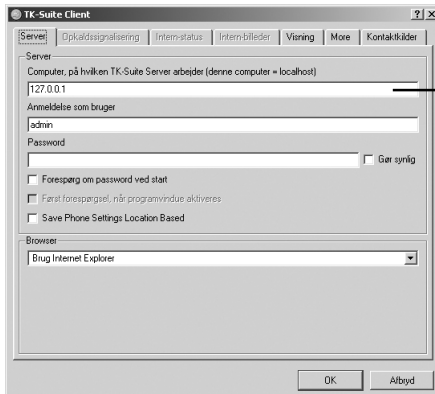 TK-Suite Client
Server Opkaldssignalering Intern-status Intern-billeder Visning More Kontaktkilder
Server
Computer, på hvilken TK-Suite Server arbejder (denne computer = localhost)
127.0.0.1
Anmeldelse som bruger
admin
Password
Gør synlig
Forespørg om password ved start
Først forespørgsel, når programvindue aktiveres
Save Phone Settings Location Based
Browser
Brug Internet Explorer
OK Afbryd